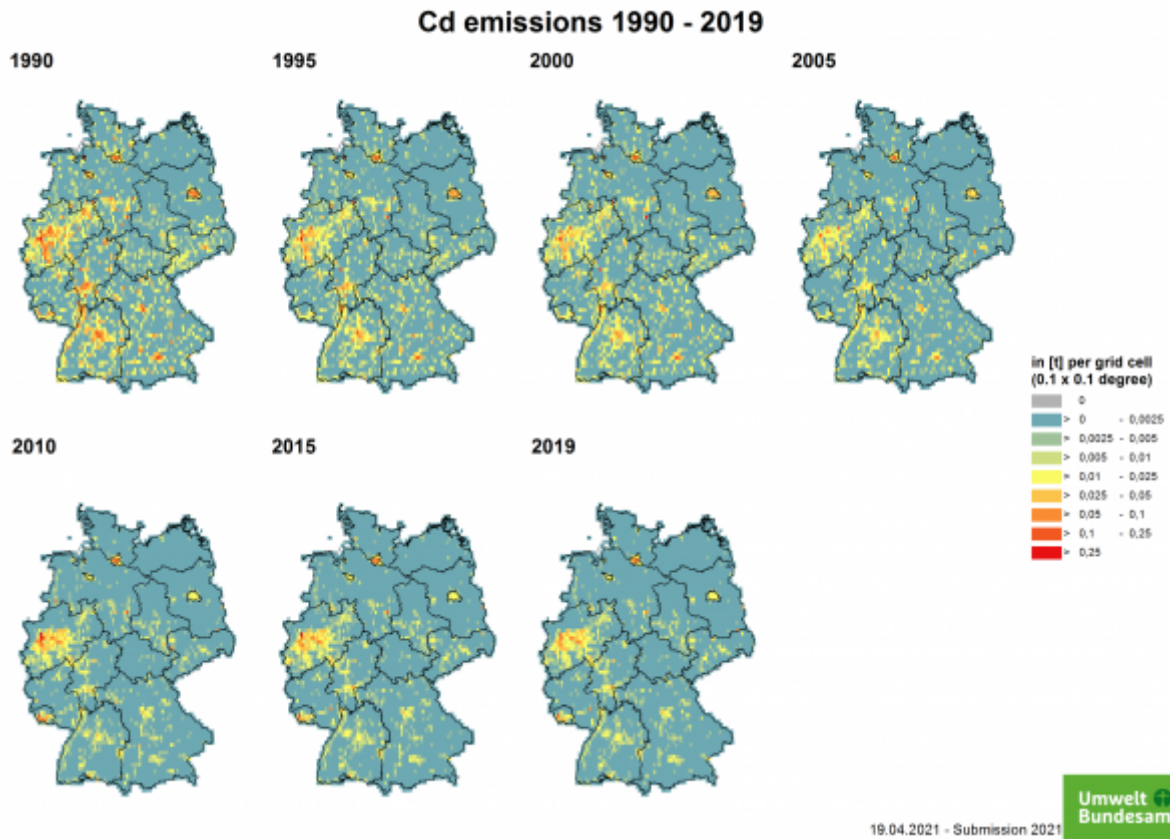 Cd emissions 1990 - 2019
1990 1995 2000 2005
in [t] per grid cell
(0.1 x 0.1 degree)
0
> 0 - 0,0025
> 0,0025 - 0,005
> 0,005 - 0,01
> 0,01 - 0,025
> 0,025 - 0,05
> 0,05 - 0,1
> 0,1 - 0,25
> 0,25
2010 2015 2019
Umwelt
Bundesam
19.04.2021 - Submission 2021